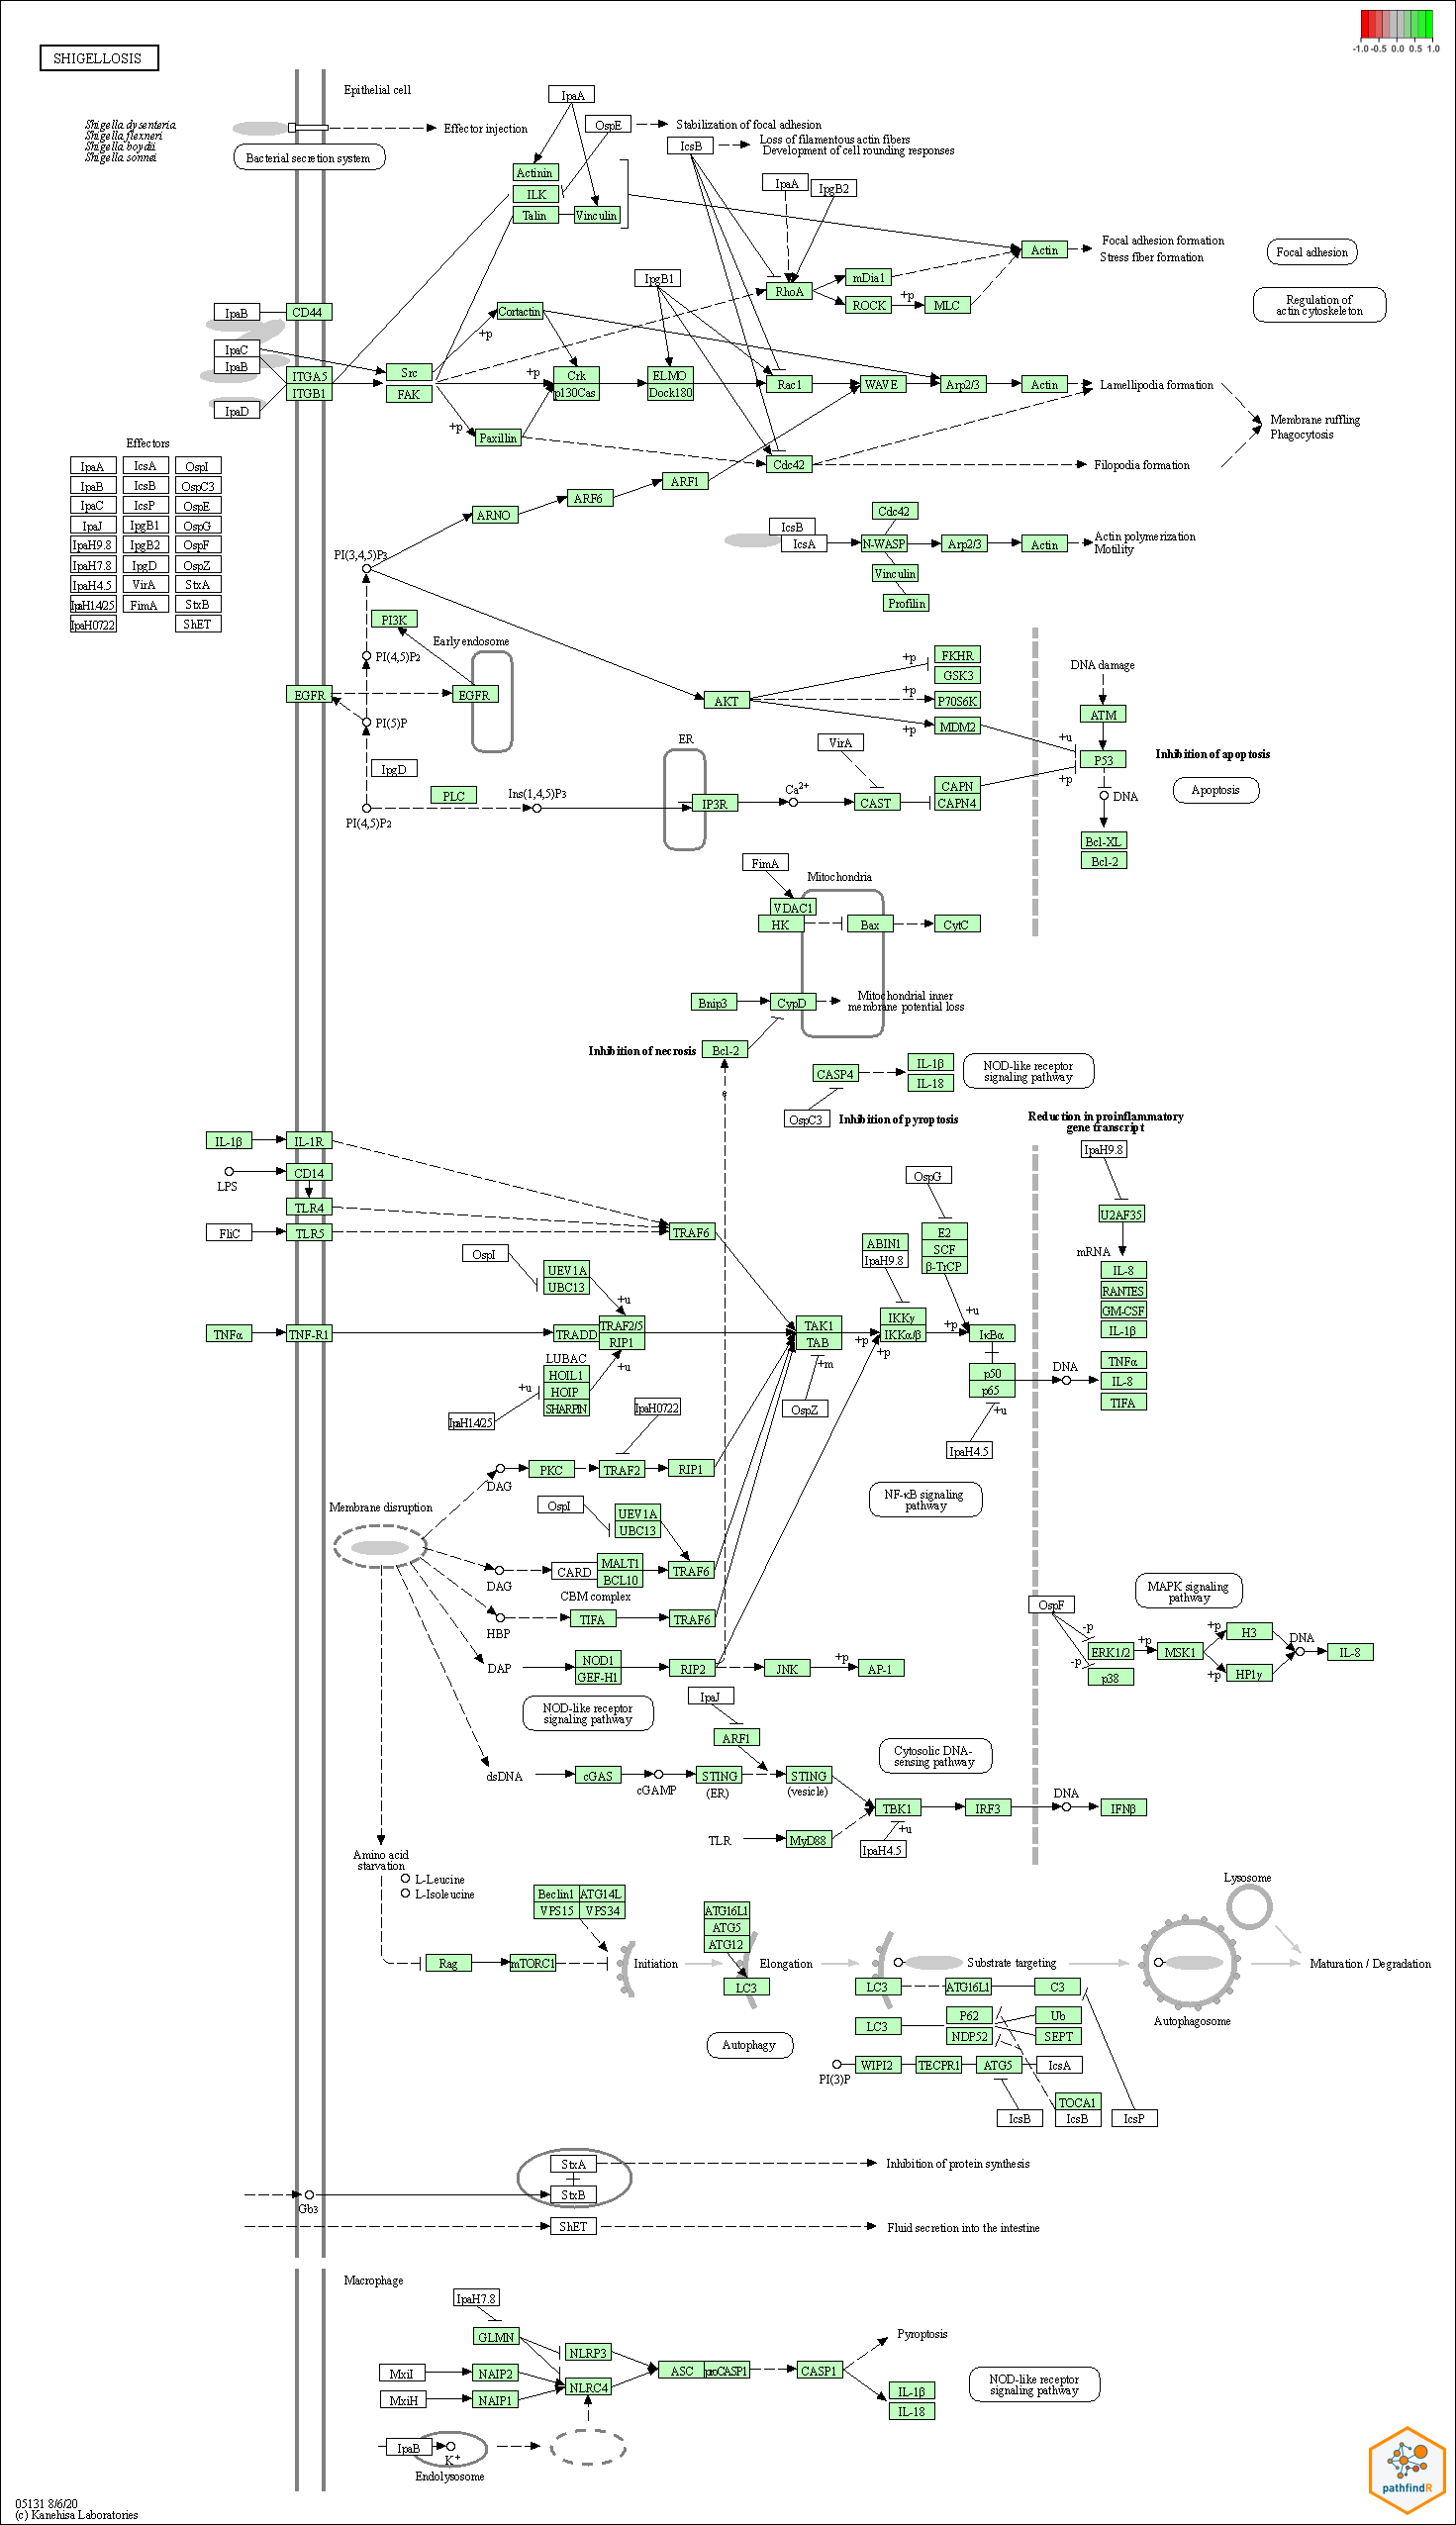 -1.0 -0.5 0.0 0.5 1.0
SHIGELLOSIS
Epithelial cell
Shigella dysenteria
Shigella flexneri
Shigella boydii
Shigella sonnei
Bacterial secretion system
Effector injection
IpaA
OspE
Stabilization of focal adhesion
IcsB
Loss of filamentous actin fibers
Development of cell rounding responses
Actinin
ILK
Talin
Vinculin
IpaA
IpgB2
Actin
Focal adhesion formation
Stress fiber formation
Focal adhesion
IpgB1
RhoA
mDia1
ROCK
+p
MLC
Regulation of
actin cytoskeleton
IpaB
CD44
Cortactin
+p
IpaC
IpaB
ITGA5
ITGB1
IpaD
Src
FAK
+p
Crk
p130Cas
ELMO
Dock180
Rac1
WAVE
Arp2/3
Actin
Lamellipodia formation
+p
Paxillin
Membrane ruffling
Phagocytosis
Cdc42
Filopodia formation
Effectors
IpaA
IcsA
OspI
IpaB
IcsB
OspC3
IpaC
IcsP
OspE
IpaJ
IpgB1
OspG
IpaH9.8
IpgB2
OspF
IpaH7.8
IpgD
OspZ
IpaH4.5
VirA
StxA
IpaH1.4/2.5
FimA
StxB
IpaH0722
ShET
ARF1
ARF6
ARNO
PI(3,4,5)P3
IcsB
IcsA
Cdc42
N-WASP
Arp2/3
Actin
Actin polymerization
Motility
Vinculin
Profilin
PI3K
Early endosome
PI(4,5)P2
EGFR
EGFR
PI(5)P
IpgD
PI(4,5)P2
PLC
Ins(1,4,5)P3
AKT
+p
FKHR
GSK3
+p
P70S6K
+p
MDM2
DNA damage
ATM
+u
P53
+p
Inhibition of apoptosis
Apoptosis
DNA
Bcl-XL
Bcl-2
ER
IP3R
Ca2+
VirA
CAST
CAPN
CAPN4
FimA
Mitochondria
VDAC1
HK
Bax
CytC
Bnip3
CypD
Mitochondrial inner
membrane potential loss
Inhibition of necrosis
Bcl-2
e
CASP4
IL-1β
IL-18
NOD-like receptor
signaling pathway
OspC3
Inhibition of pyroptosis
Reduction in proinflammatory
gene transcript
IpaH9.8
U2AF35
mRNA
IL-8
RANTES
GM-CSF
IL-1β
IL-1β
IL-1R
LPS
CD14
TLR4
FliC
TLR5
TRAF6
OspI
UEV1A
UBC13
+u
TNFα
TNF-R1
TRADD
TRAF2/5
RIP1
+u
LUBAC
HOIL1
HOIP
SHARPIN
+u
IpaH1.4/2.5
IpaH0722
TAK1
TAB
+m
OspZ
+p
+p
ABIN1
IpaH9.8
IKKγ
IKKα/β
OspG
E2
SCF
β-TrCP
+u
+p
IκBα
p50
p65
+u
IpaH4.5
DNA
TNFα
IL-8
TIFA
NF-κB signaling
pathway
DAG
PKC
TRAF2
RIP1
Membrane disruption
OspI
UEV1A
UBC13
DAG
CARD
MALT1
BCL10
TRAF6
CBM complex
HBP
TIFA
TRAF6
DAP
NOD1
GEF-H1
RIP2
JNK
+p
AP-1
NOD-like receptor
signaling pathway
MAPK signaling
pathway
OspF
-p
-p
ERK1/2
p38
+p
MSK1
+p
+p
H3
HP1γ
DNA
IL-8
IpaJ
ARF1
dsDNA
cGAS
cGAMP
STING
(ER)
STING
(vesicle)
Cytosolic DNA-
sensing pathway
TBK1
IRF3
DNA
IFNβ
TLR
MyD88
+u
IpaH4.5
Amino acid
starvation
L-Leucine
L-Isoleucine
Beclin1
ATG14L
VPS15
VPS34
Rag
mTORC1
Initiation
ATG16L1
ATG5
ATG12
LC3
Elongation
Substrate targeting
Lysosome
Maturation / Degradation
Autophagosome
LC3
ATG16L1
C3
LC3
P62
NDP52
Ub
SEPT
PI(3)P
WIPI2
TECPR1
ATG5
IcsA
TOCA1
IcsB
IcsB
IcsP
Autophagy
StxA
StxB
Inhibition of protein synthesis
Gb3
ShET
Fluid secretion into the intestine
Macrophage
IpaH7.8
GLMN
NLRP3
MxiI
NAIP2
NLRC4
MxiH
NAIP1
ASC
proCASP1
CASP1
Pyroptosis
IL-1β
IL-18
NOD-like receptor
signaling pathway
IpaB
K+
Endolysosome
05131 8/6/20
(c) Kanehisa Laboratories
pathfindR